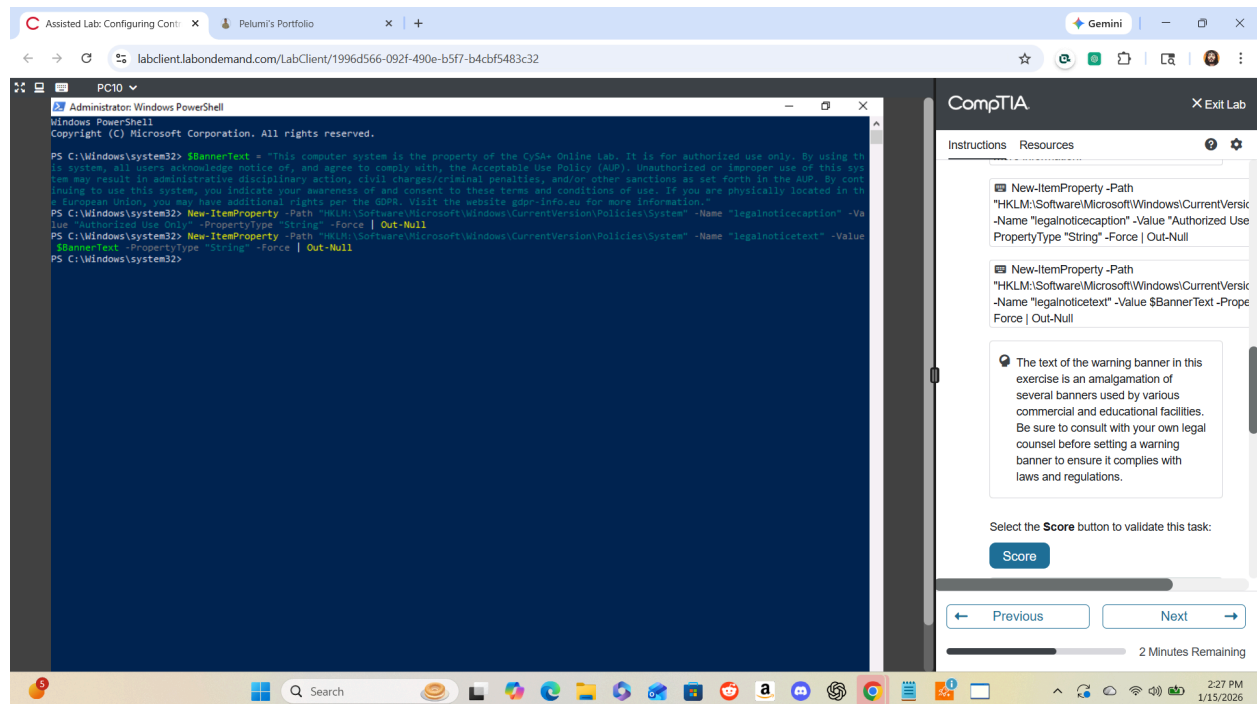 Assisted Lab: Configuring Contr
Pelumi's Portfolio
Gemini
labclient.labondemand.com/LabClient/1996d566-092f-490e-b5f7-b4cbf5483c32
PC10
Administrator: Windows PowerShell
Windows PowerShell
Copyright (C) Microsoft Corporation. All rights reserved.
PS C:\Windows\system32> $BannerText = "This computer system is the property of the CySA+ Online Lab. It is for authorized use only. By using th
is system, all users acknowledge notice of, and agree to comply with, the Acceptable Use Policy (AUP). Unauthorized or improper use of this sys
tem may result in administrative disciplinary action, civil charges/criminal penalties, and/or other sanctions as set forth in the AUP. By cont
inuing to use this system, you indicate your awareness of and consent to these terms and conditions of use. If you are physically located in th
e European Union, you may have additional rights per the GDPR. Visit the website gdpr-info.eu for more information."
PS C:\Windows\system32> New-ItemProperty -Path "HKLM:\Software\Microsoft\Windows\CurrentVersion\Policies\System" -Name "legalnoticecaption" -Va
lue "Authorized Use Only" -PropertyType "String" -Force | Out-Null
PS C:\Windows\system32> New-ItemProperty -Path "HKLM:\Software\Microsoft\Windows\CurrentVersion\Policies\System" -Name "legalnoticetext" -Value
$BannerText -PropertyType "String" -Force | Out-Null
PS C:\Windows\system32>
CompTIA.
Exit Lab
Instructions Resources
New-ItemProperty -Path
"HKLM:\Software\Microsoft\Windows\CurrentVersio
-Name "legalnoticecaption" -Value "Authorized Use
PropertyType "String" -Force | Out-Null
New-ItemProperty -Path
"HKLM:\Software\Microsoft\Windows\CurrentVersio
-Name "legalnoticetext" -Value $BannerText -Prope
Force | Out-Null
The text of the warning banner in this
exercise is an amalgamation of
several banners used by various
commercial and educational facilities.
Be sure to consult with your own legal
counsel before setting a warning
banner to ensure it complies with
laws and regulations.
Select the Score button to validate this task:
Score
Previous
Next
2 Minutes Remaining
5
Search
2:27 PM
1/15/2026